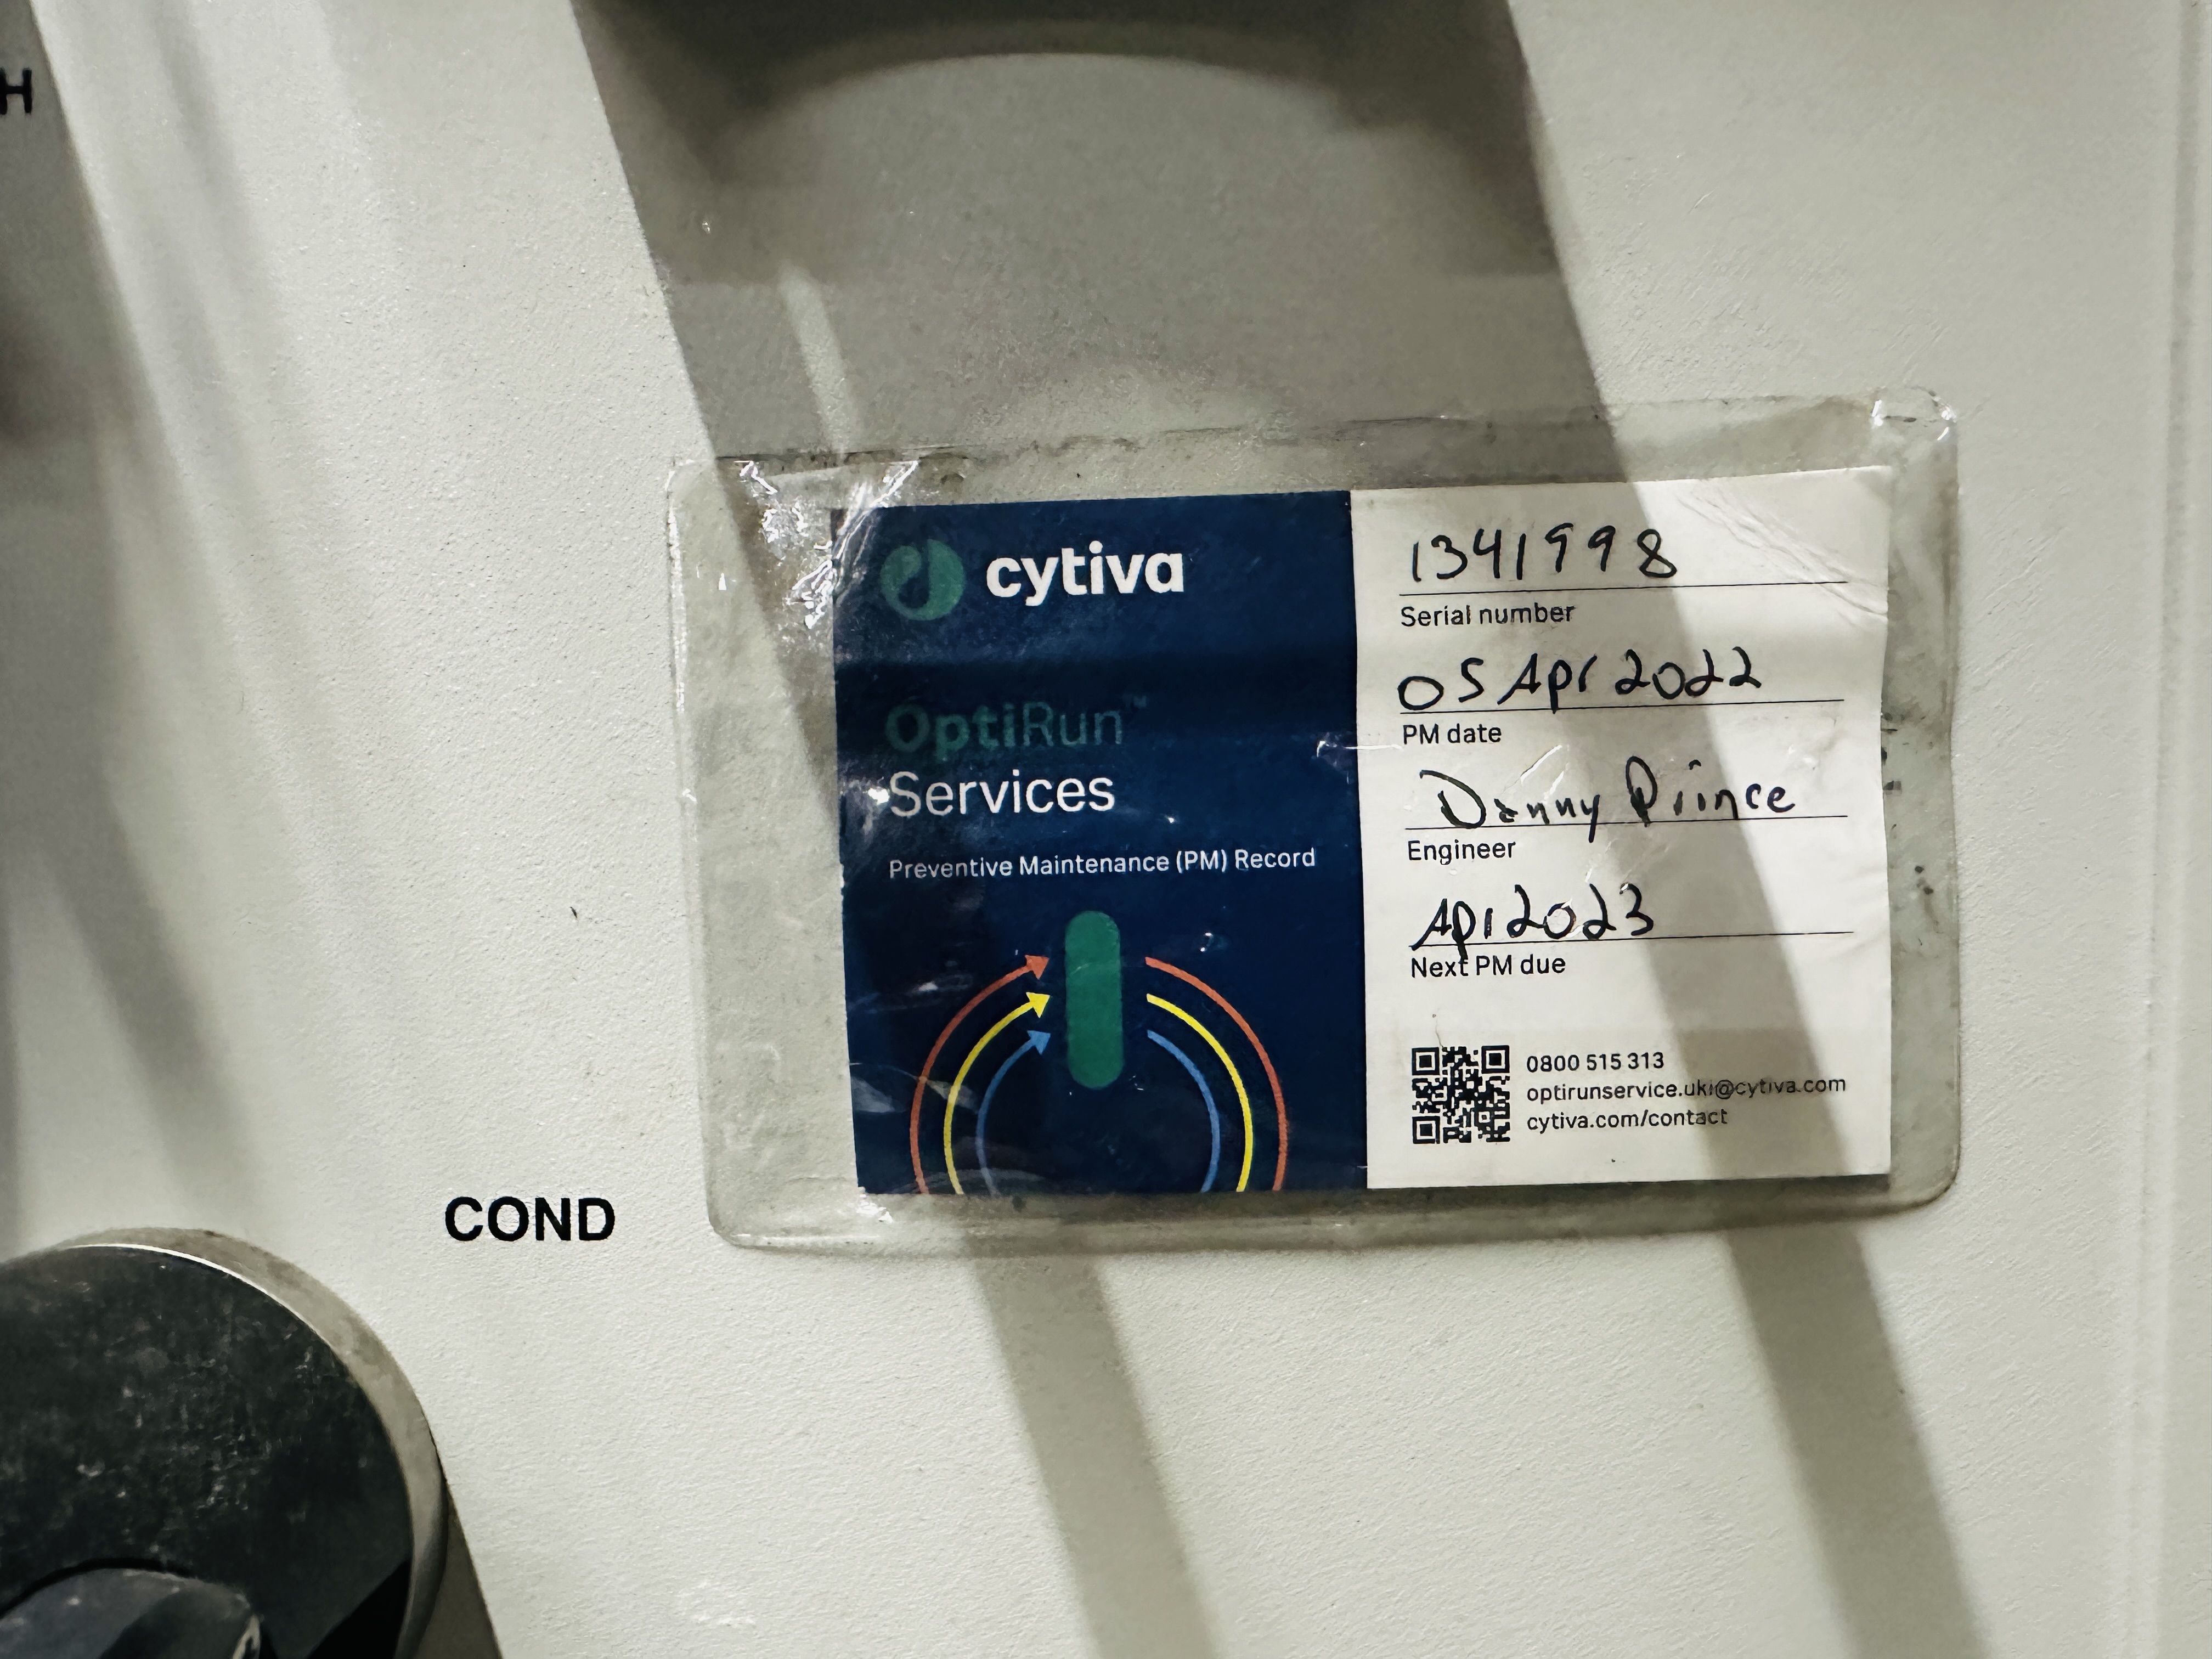 H
cytiva
OptiRun™
Services
Preventive Maintenance (PM) Record
1341998
Serial number
05 Apr 2022
PM date
Danny Prince
Engineer
Apr 2023
Next PM due
0800 515 313
optirunservice.uki@cytiva.com
cytiva.com/contact
COND